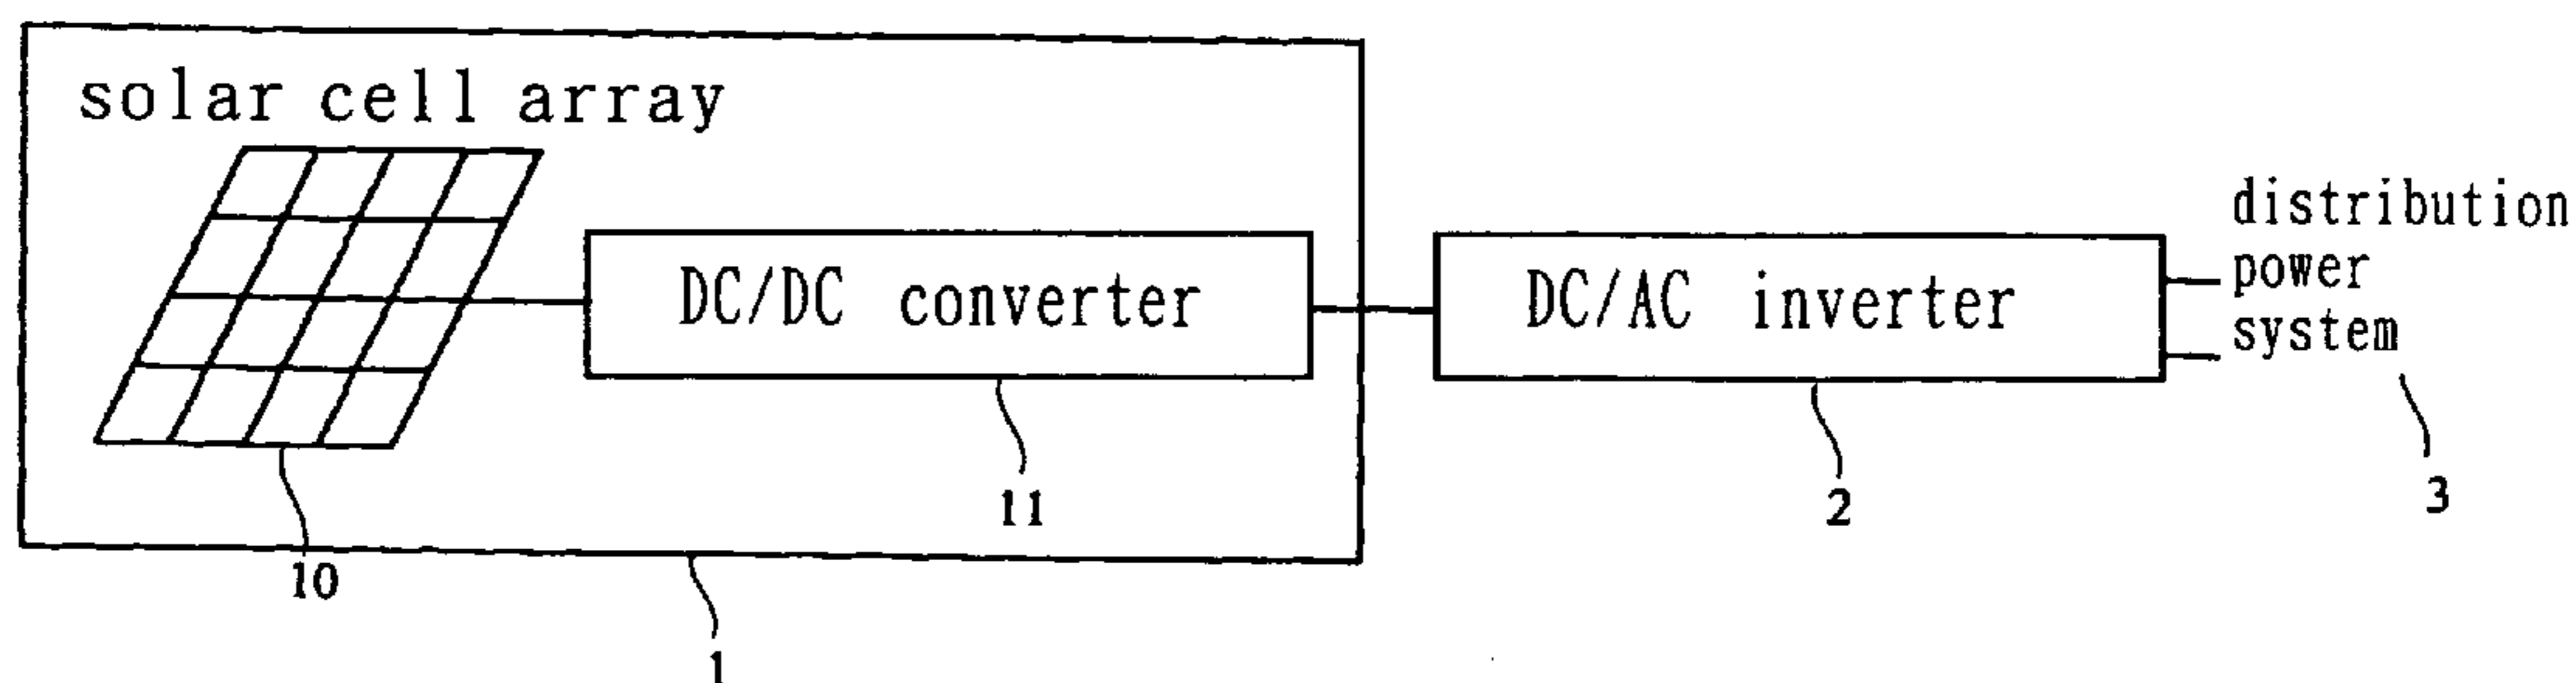 solar cell array
DC/DC converter
DC/AC inverter
distribution
power
system
10
11
2
3
1